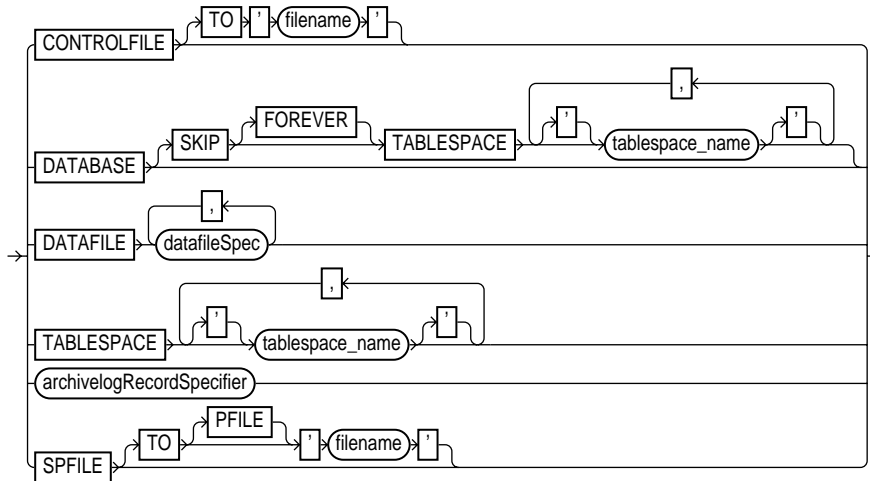 CONTROLFILE TO ' filename '
,
FOREVER
SKIP TABLESPACE ' tablespace_name '
DATABASE
,
DATAFILE datafileSpec
,
TABLESPACE ' tablespace_name '
archivelogRecordSpecifier
PFILE
TO ' filename '
SPFILE